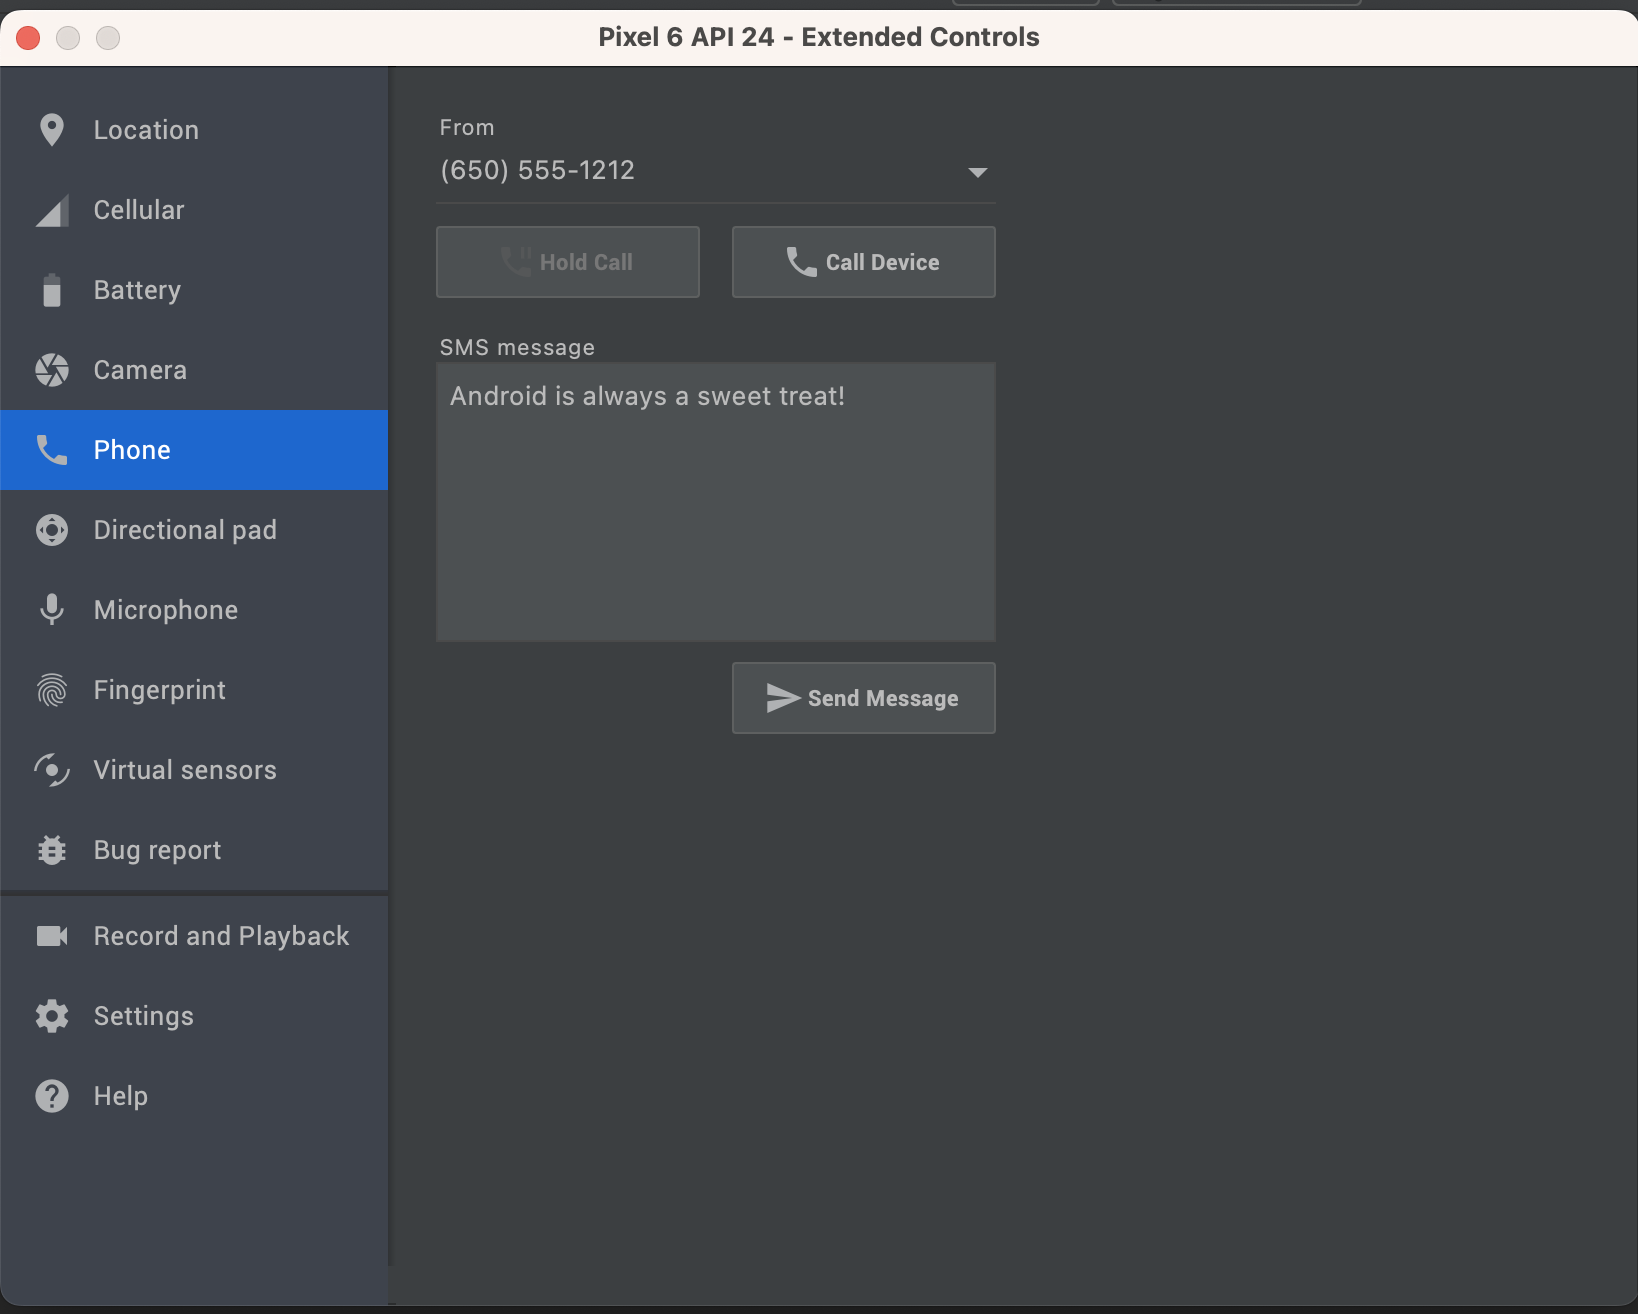 Pixel 6 API 24 - Extended Controls
Location
Cellular
Battery
Camera
Phone
Directional pad
Microphone
Fingerprint
Virtual sensors
Bug report
Record and Playback
Settings
Help
From
(650) 555-1212
Hold Call
Call Device
SMS message
Android is always a sweet treat!
Send Message